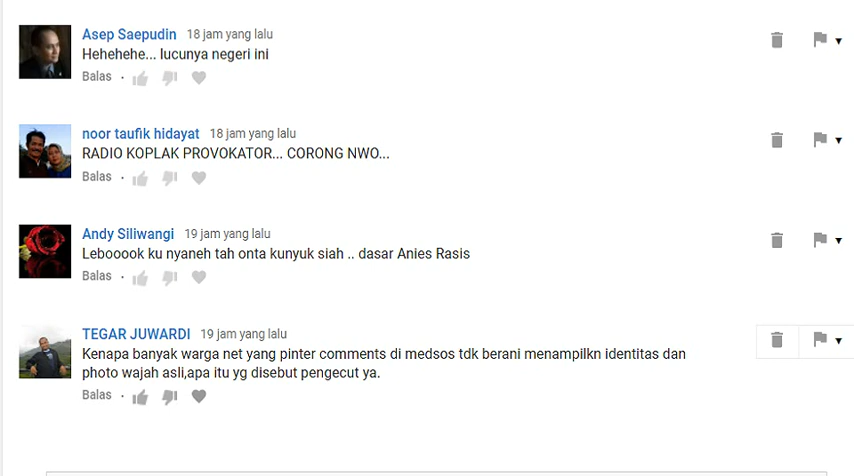 Asep Saepudin 18 jam yang lalu
Hehehehe... lucunya negeri ini
Balas
noor taufik hidayat 18 jam yang lalu
RADIO KOPLAK PROVOKATOR... CORONG NWO...
Balas
Andy Siliwangi 19 jam yang lalu
Lebooook ku nyaneh tah onta kunyuk siah .. dasar Anies Rasis
Balas
TEGAR JUWARDI 19 jam yang lalu
Kenapa banyak warga net yang pinter comments di medsos tdk berani menampilkn identitas dan
photo wajah asli,apa itu yg disebut pengecut ya.
Balas